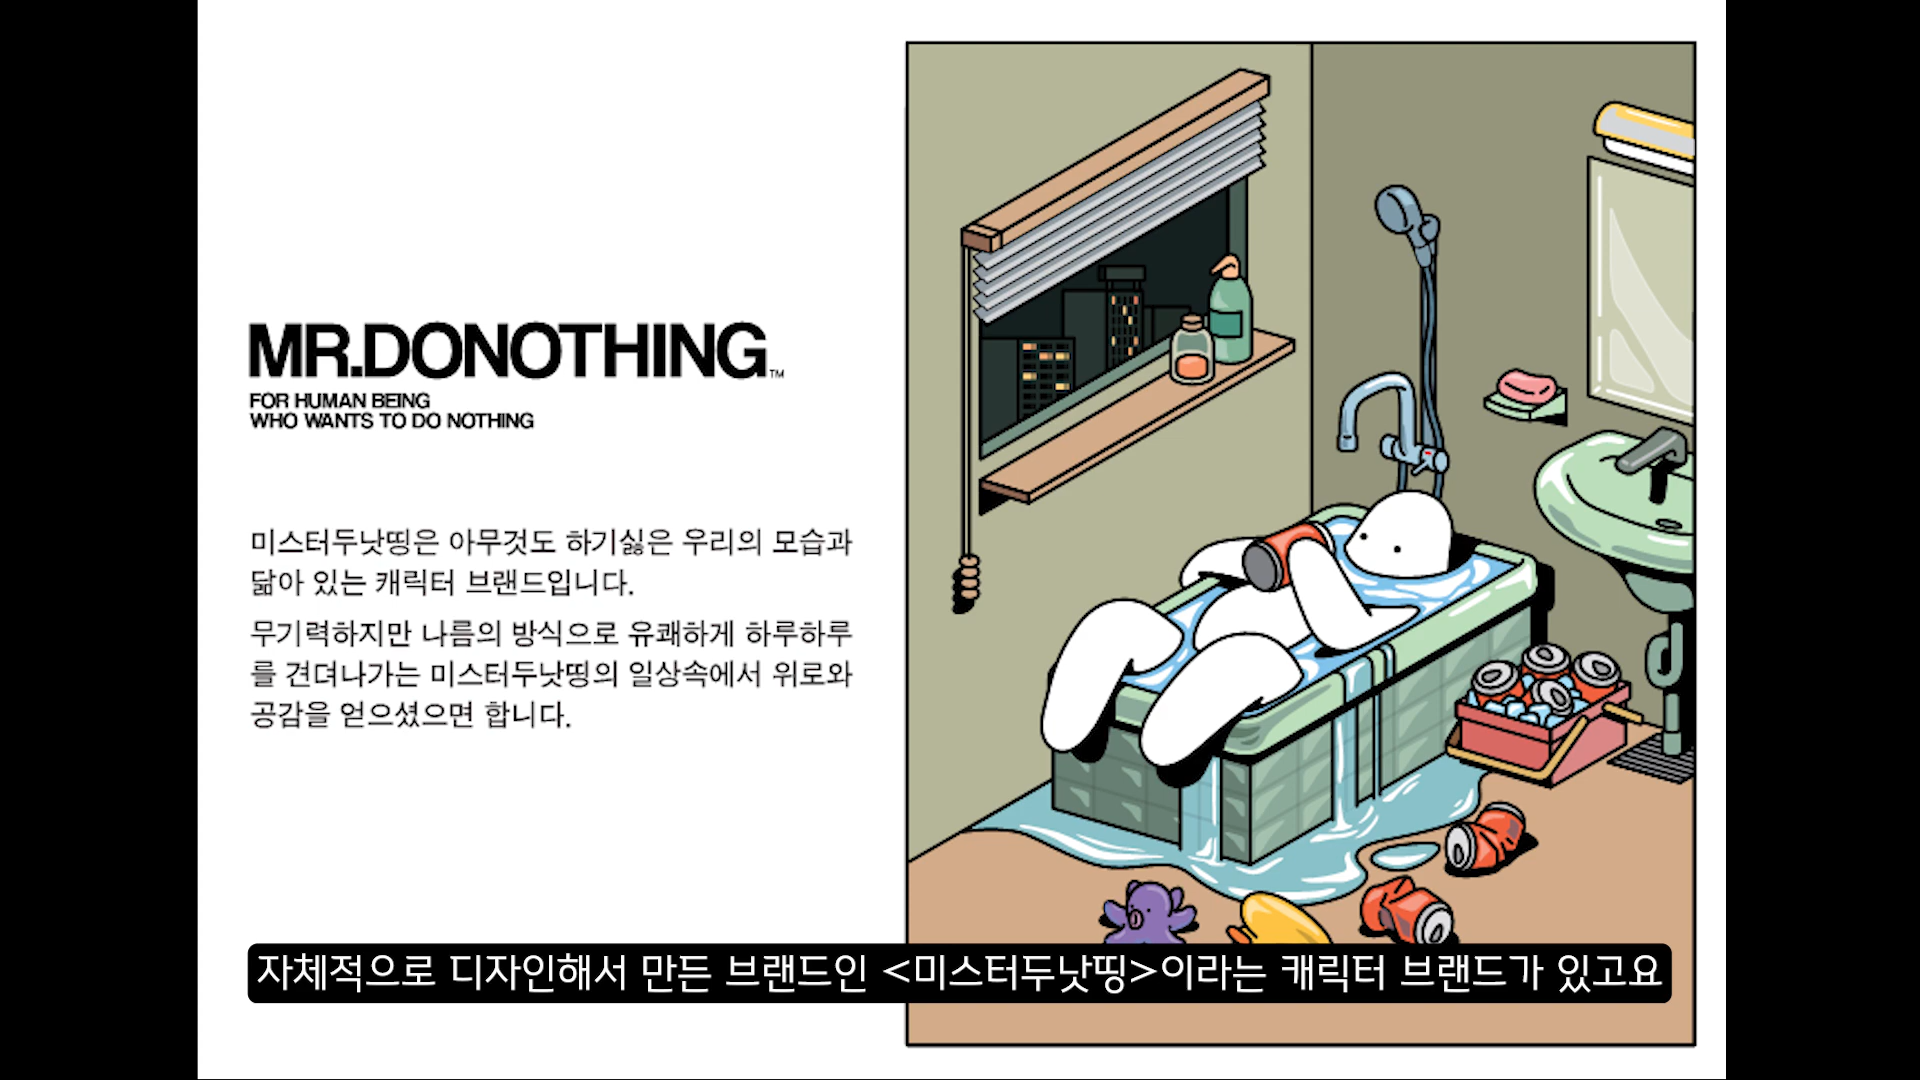 MR.DONOTHING™
FOR HUMAN BEING
WHO WANTS TO DO NOTHING
미스터두낫띵은 아무것도 하기싫은 우리의 모습과
닮아 있는 캐릭터 브랜드입니다.
무기력하지만 나름의 방식으로 유쾌하게 하루하루
를 견뎌나가는 미스터두낫띵의 일상속에서 위로와
공감을 얻으셨으면 합니다.
자체적으로 디자인해서 만든 브랜드인 <미스터두낫띵>이라는 캐릭터 브랜드가 있고요